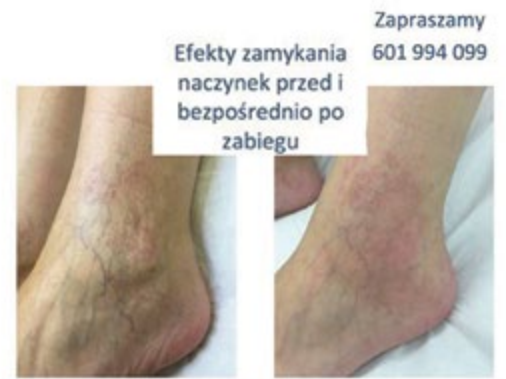 Zapraszamy
601 994 099
Efekty zamykania
naczynek przed i
bezpośrednio po
zabiegu